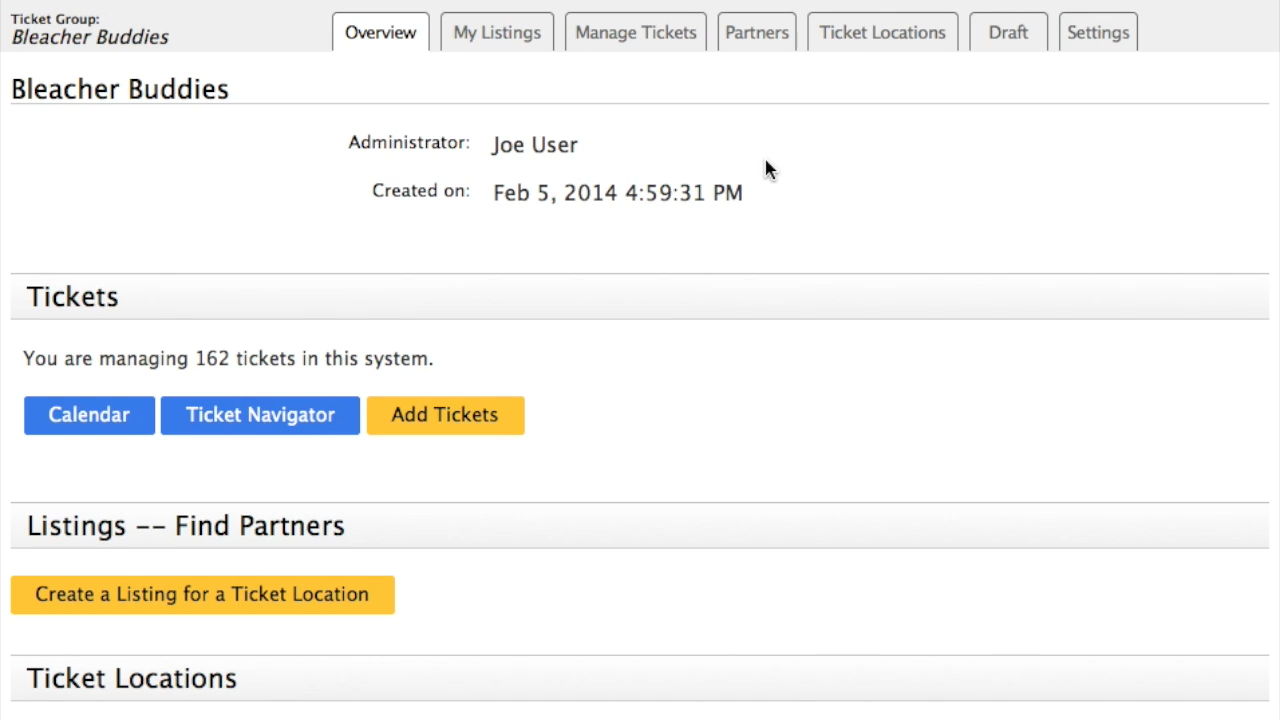 Ticket Group:
Bleacher Buddies
Overview
My Listings
Manage Tickets
Partners
Ticket Locations
Draft
Settings
Bleacher Buddies
Administrator: Joe User
Created on: Feb 5, 2014 4:59:31 PM
Tickets
You are managing 162 tickets in this system.
Calendar
Ticket Navigator
Add Tickets
Listings -- Find Partners
Create a Listing for a Ticket Location
Ticket Locations